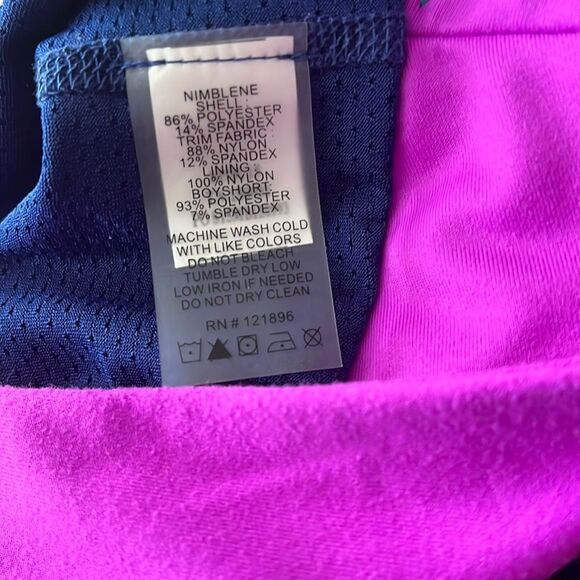 NIMBLENE
SHELL :
86% POLYESTER
14% SPANDEX
TRIM FABRIC :
88% NYLON
12% SPANDEX
LINING :
100% NYLON
BOYSHORT:
93% POLYESTER
7% SPANDEX
MACHINE WASH COLD
WITH LIKE COLORS
DO NOT BLEACH
TUMBLE DRY LOW
LOW IRON IF NEEDED
DO NOT DRY CLEAN
RN # 121896